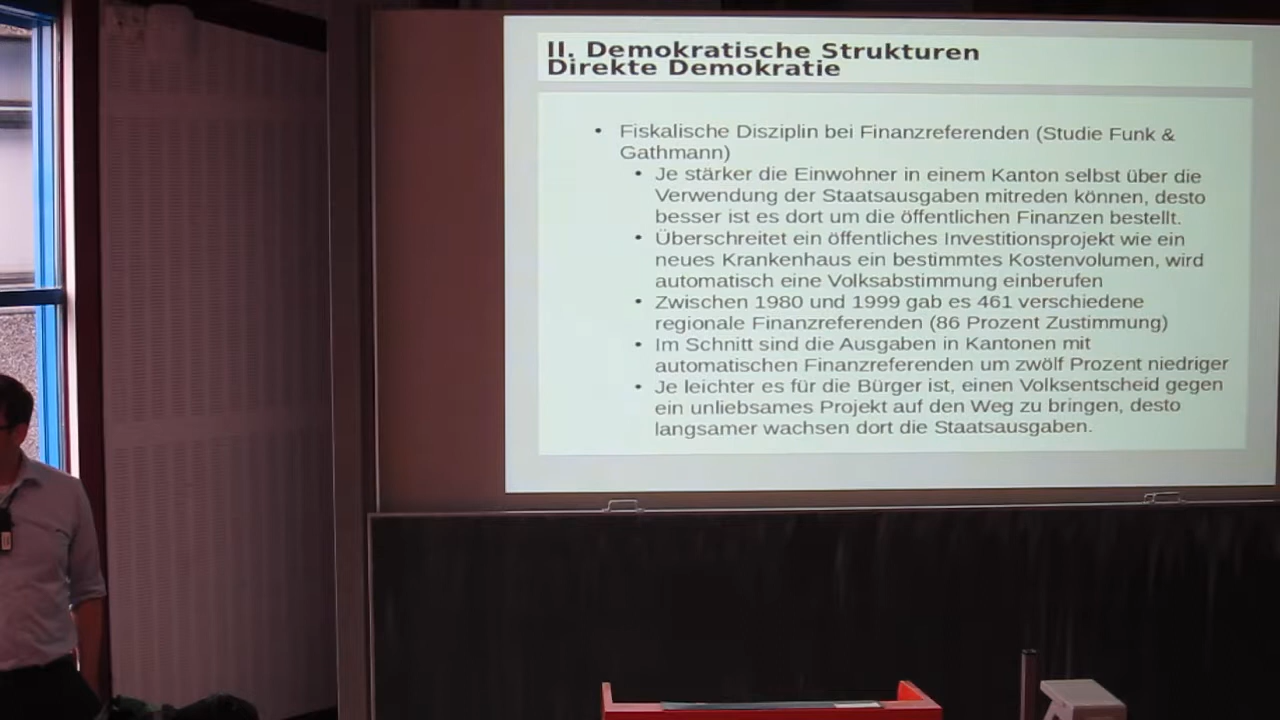 II. Demokratische Strukturen
Direkte Demokratie
• Fiskalische Disziplin bei Finanzreferenden (Studie Funk &
Gathmann)
• Je stärker die Einwohner in einem Kanton selbst über die
Verwendung der Staatsausgaben mitreden können, desto
besser ist es dort um die öffentlichen Finanzen bestellt.
• Überschreitet ein öffentliches Investitionsprojekt wie ein
neues Krankenhaus ein bestimmtes Kostenvolumen, wird
automatisch eine Volksabstimmung einberufen
• Zwischen 1980 und 1999 gab es 461 verschiedene
regionale Finanzreferenden (86 Prozent Zustimmung)
• Im Schnitt sind die Ausgaben in Kantonen mit
automatischen Finanzreferenden um zwölf Prozent niedriger
• Je leichter es für die Bürger ist, einen Volksentscheid gegen
ein unliebsames Projekt auf den Weg zu bringen, desto
langsamer wachsen dort die Staatsausgaben.